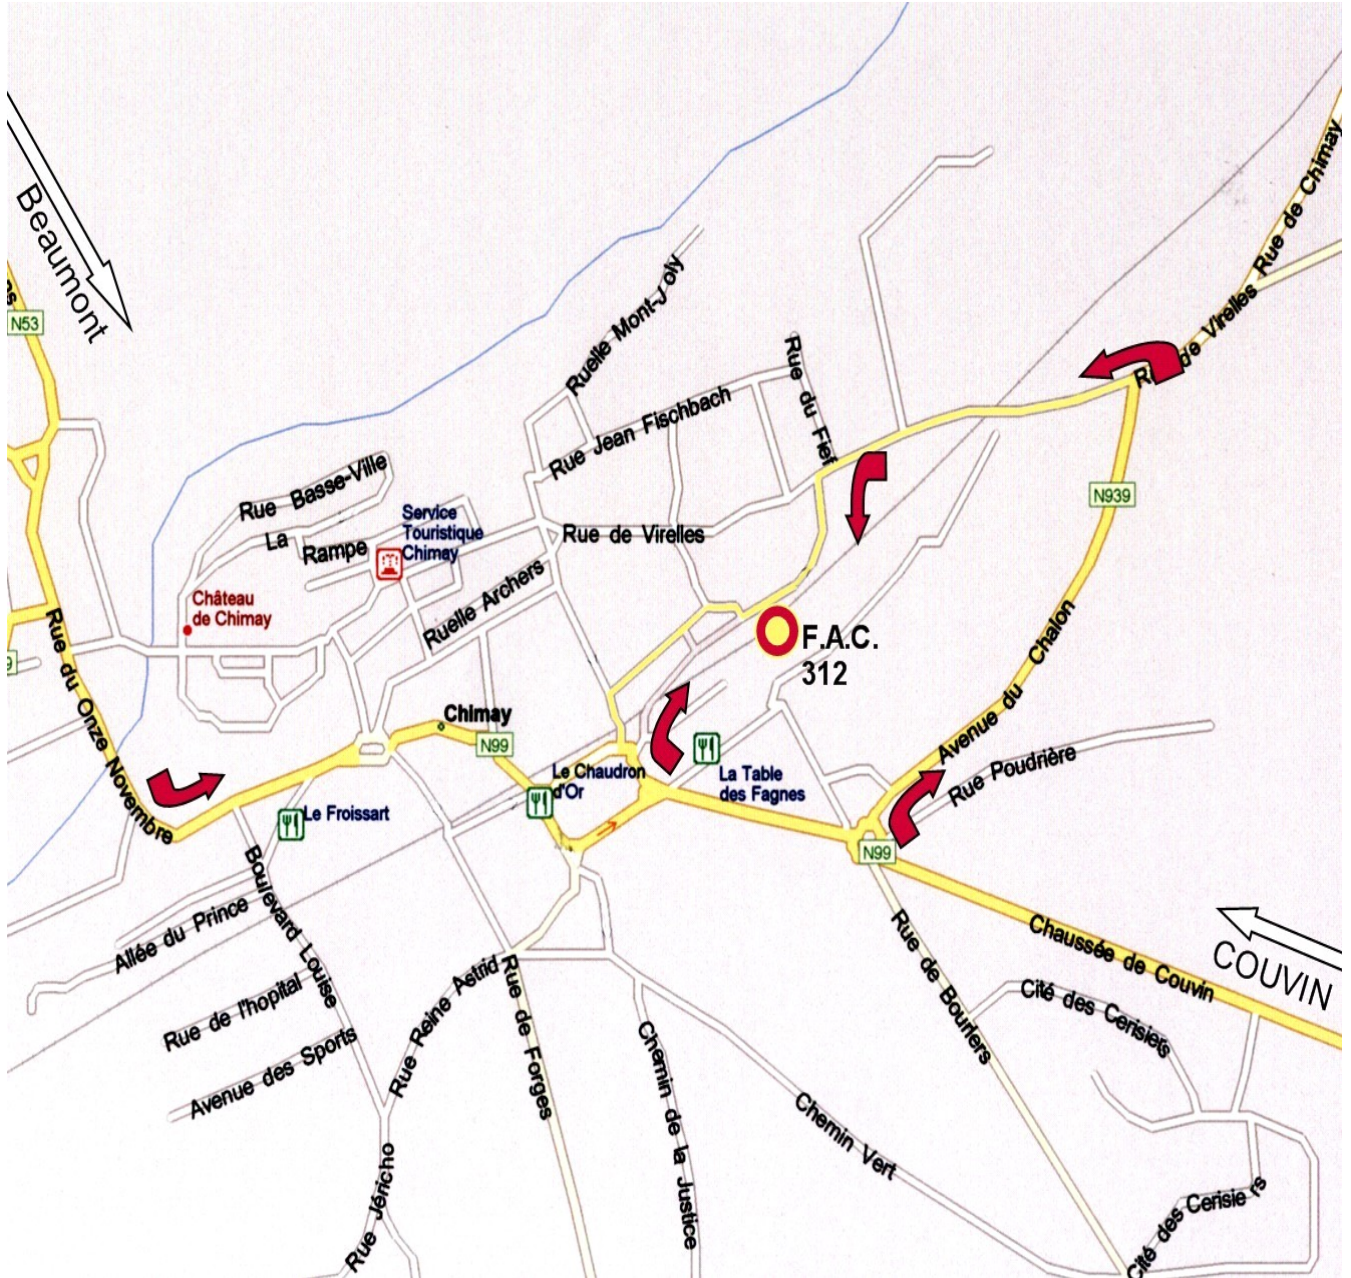 Beaumont
N53
Rue de Chimay
Rue de Virelles
Ruelle Mont-Joly
Rue du Fief
Rue Jean Fischbach
Rue Basse-Ville
La Rampe
Service
Touristique
Chimay
Rue de Virelles
N939
Ruelle Archers
Château
de Chimay
F.A.C.
312
Rue du Onze Novembre
Avenue du Chalon
Chimay
N99
Le Chaudron
d'Or
La Table
des Fagnes
Rue Poudrière
Le Froissart
N99
Boulevard Louise
Allée du Prince
Rue de l'hopital
Avenue des Sports
Rue Reine Astrid
Rue de Forges
Rue Jéricho
Chemin de la Justice
Chemin Vert
Rue de Bourlers
Chaussée de Couvin
COUVIN
Cité des Cerisiers
Cité des Cerisiers